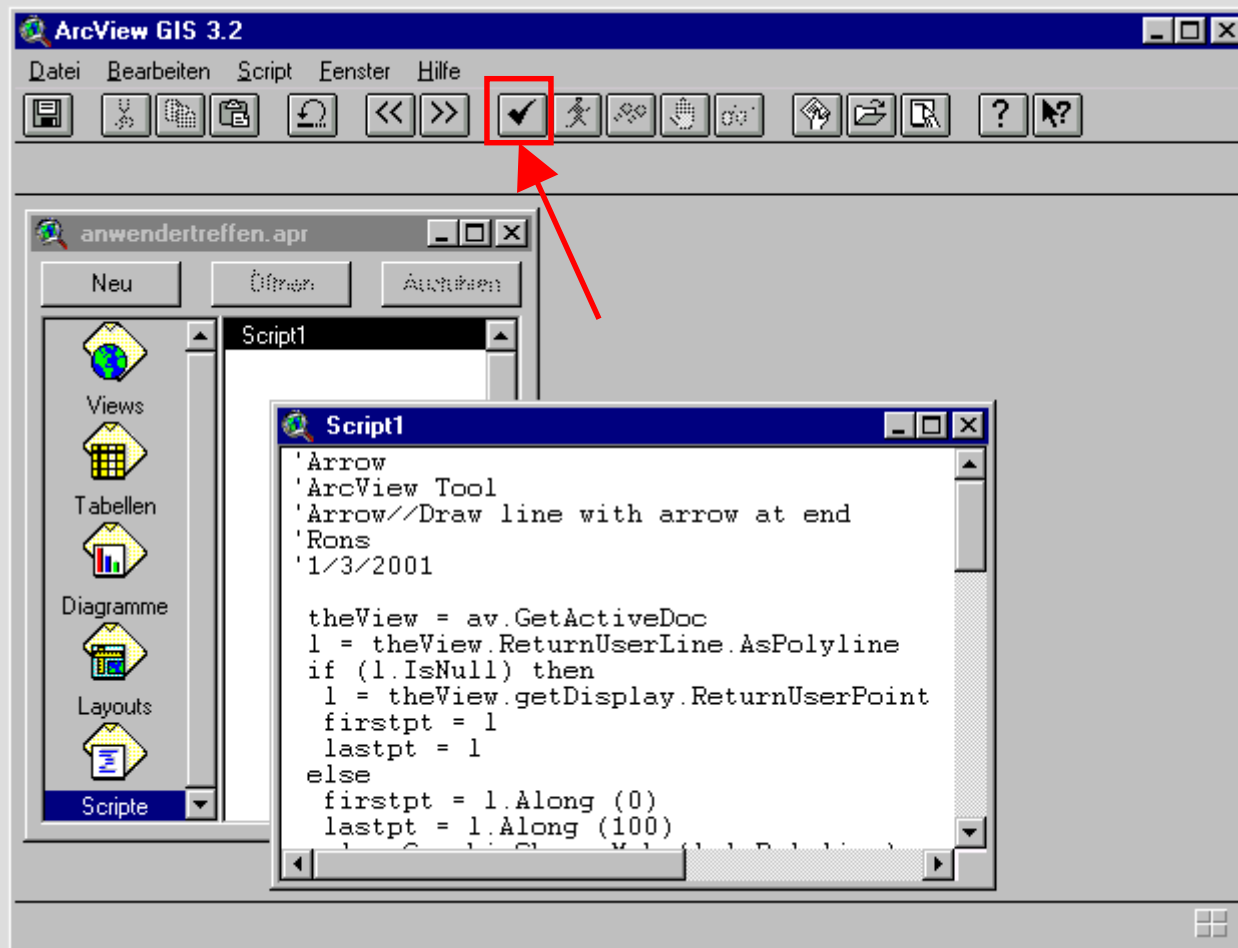 ArcView GIS 3.2
Datei Bearbeiten Script Fenster Hilfe
<< >> ? ?
anwendertreffen.apr
Neu Öffnen Ausführen
Script1
Views
Tabellen
Diagramme
Layouts
Scripte
Script1
'Arrow
'ArcView Tool
'Arrow//Draw line with arrow at end
'Rons
'1/3/2001
theView = av.GetActiveDoc
l = theView.ReturnUserLine.AsPolyline
if (l.IsNull) then
l = theView.getDisplay.ReturnUserPoint
firstpt = l
lastpt = l
else
firstpt = l.Along (0)
lastpt = l.Along (100)